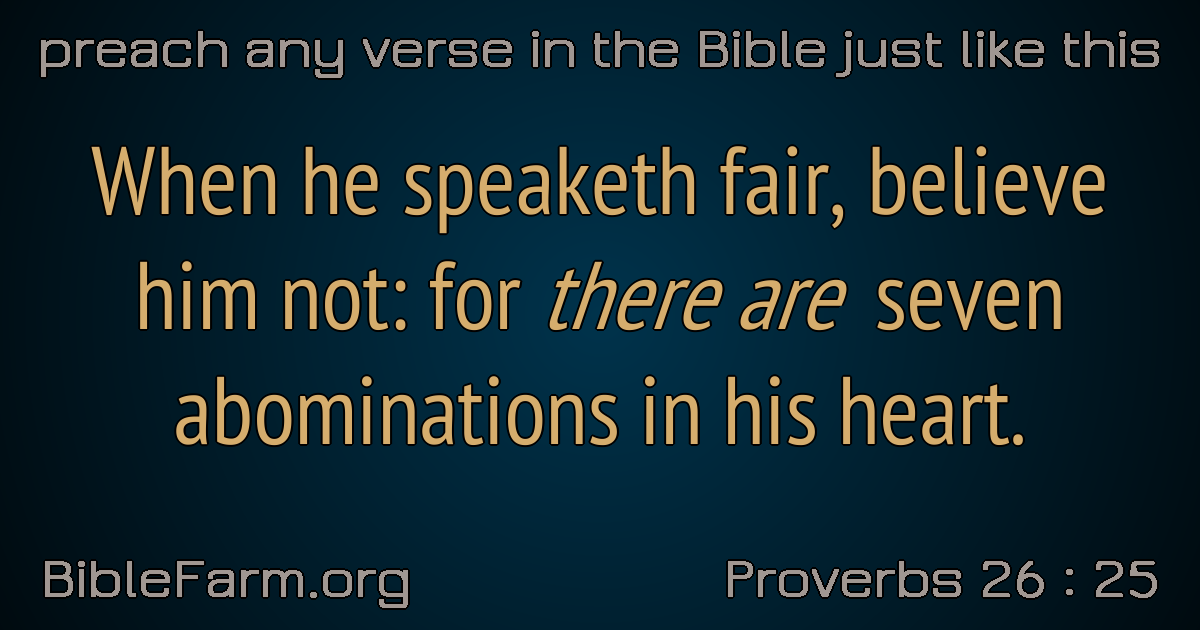 preach any verse in the Bible just like this
When he speaketh fair, believe
him not: for there are seven
abominations in his heart.
BibleFarm.org
Proverbs 26 : 25